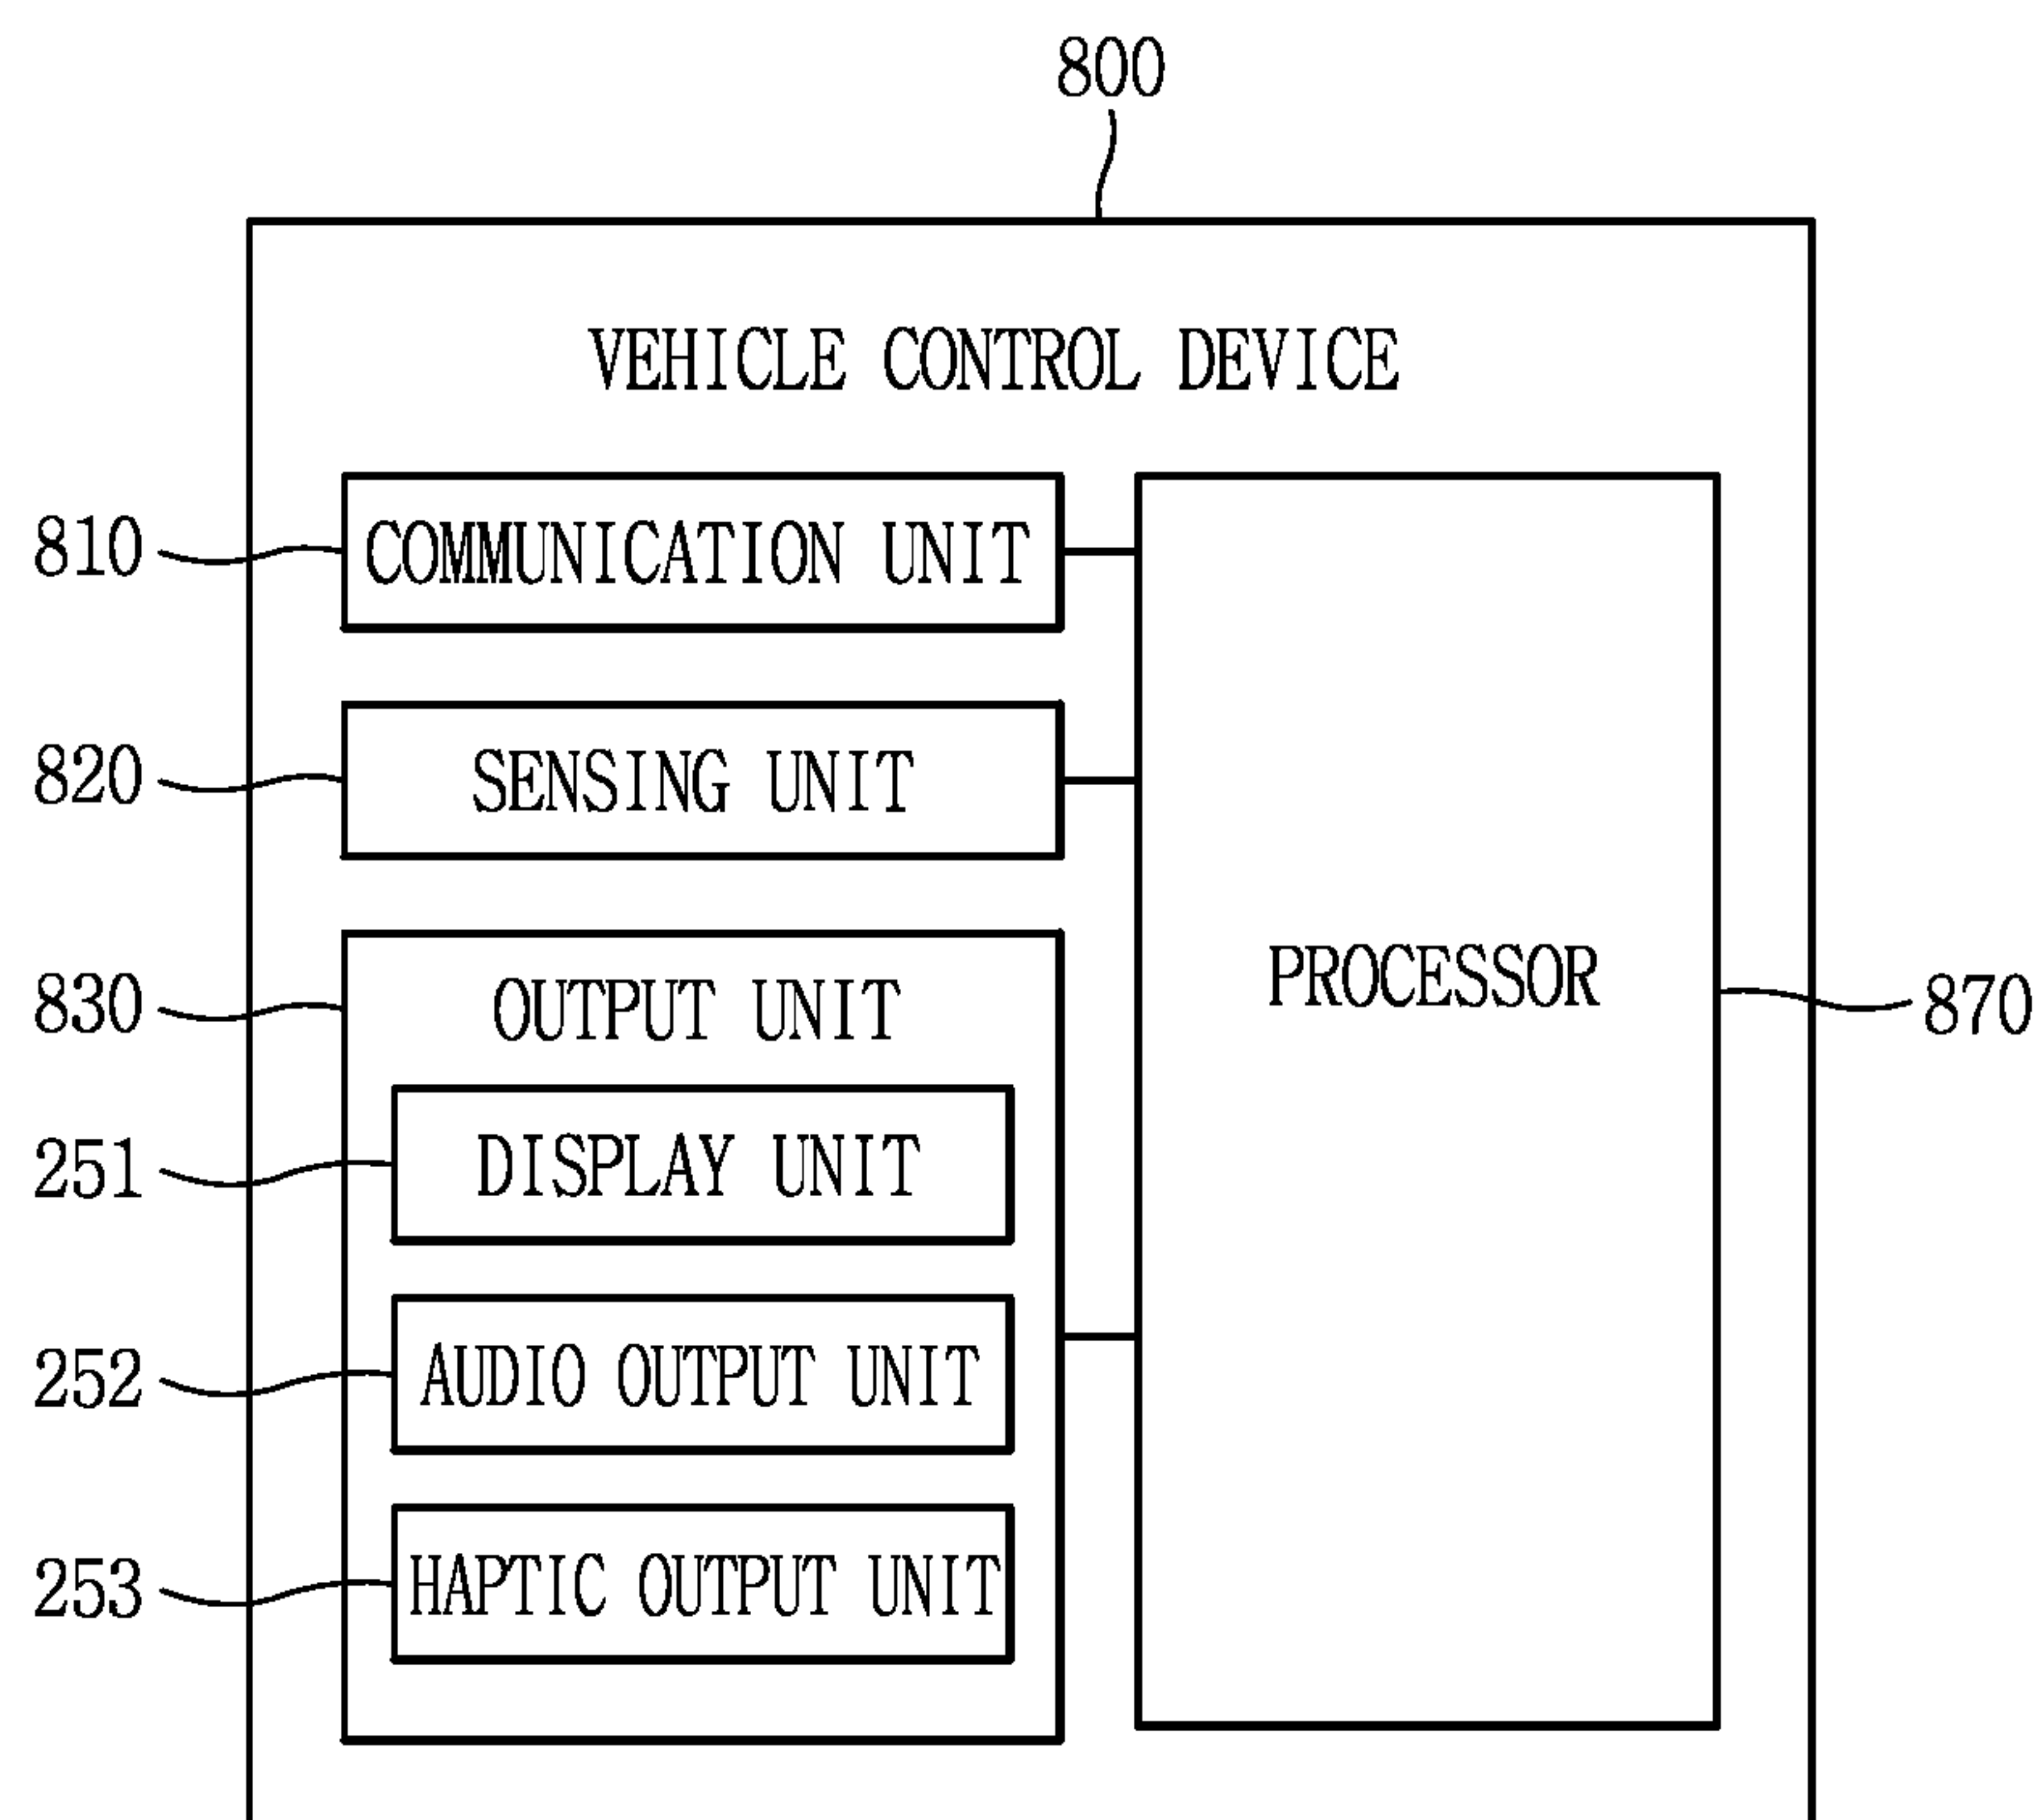 800
VEHICLE CONTROL DEVICE
810
COMMUNICATION UNIT
820
SENSING UNIT
830
OUTPUT UNIT
PROCESSOR
870
251
DISPLAY UNIT
252
AUDIO OUTPUT UNIT
253
HAPTIC OUTPUT UNIT